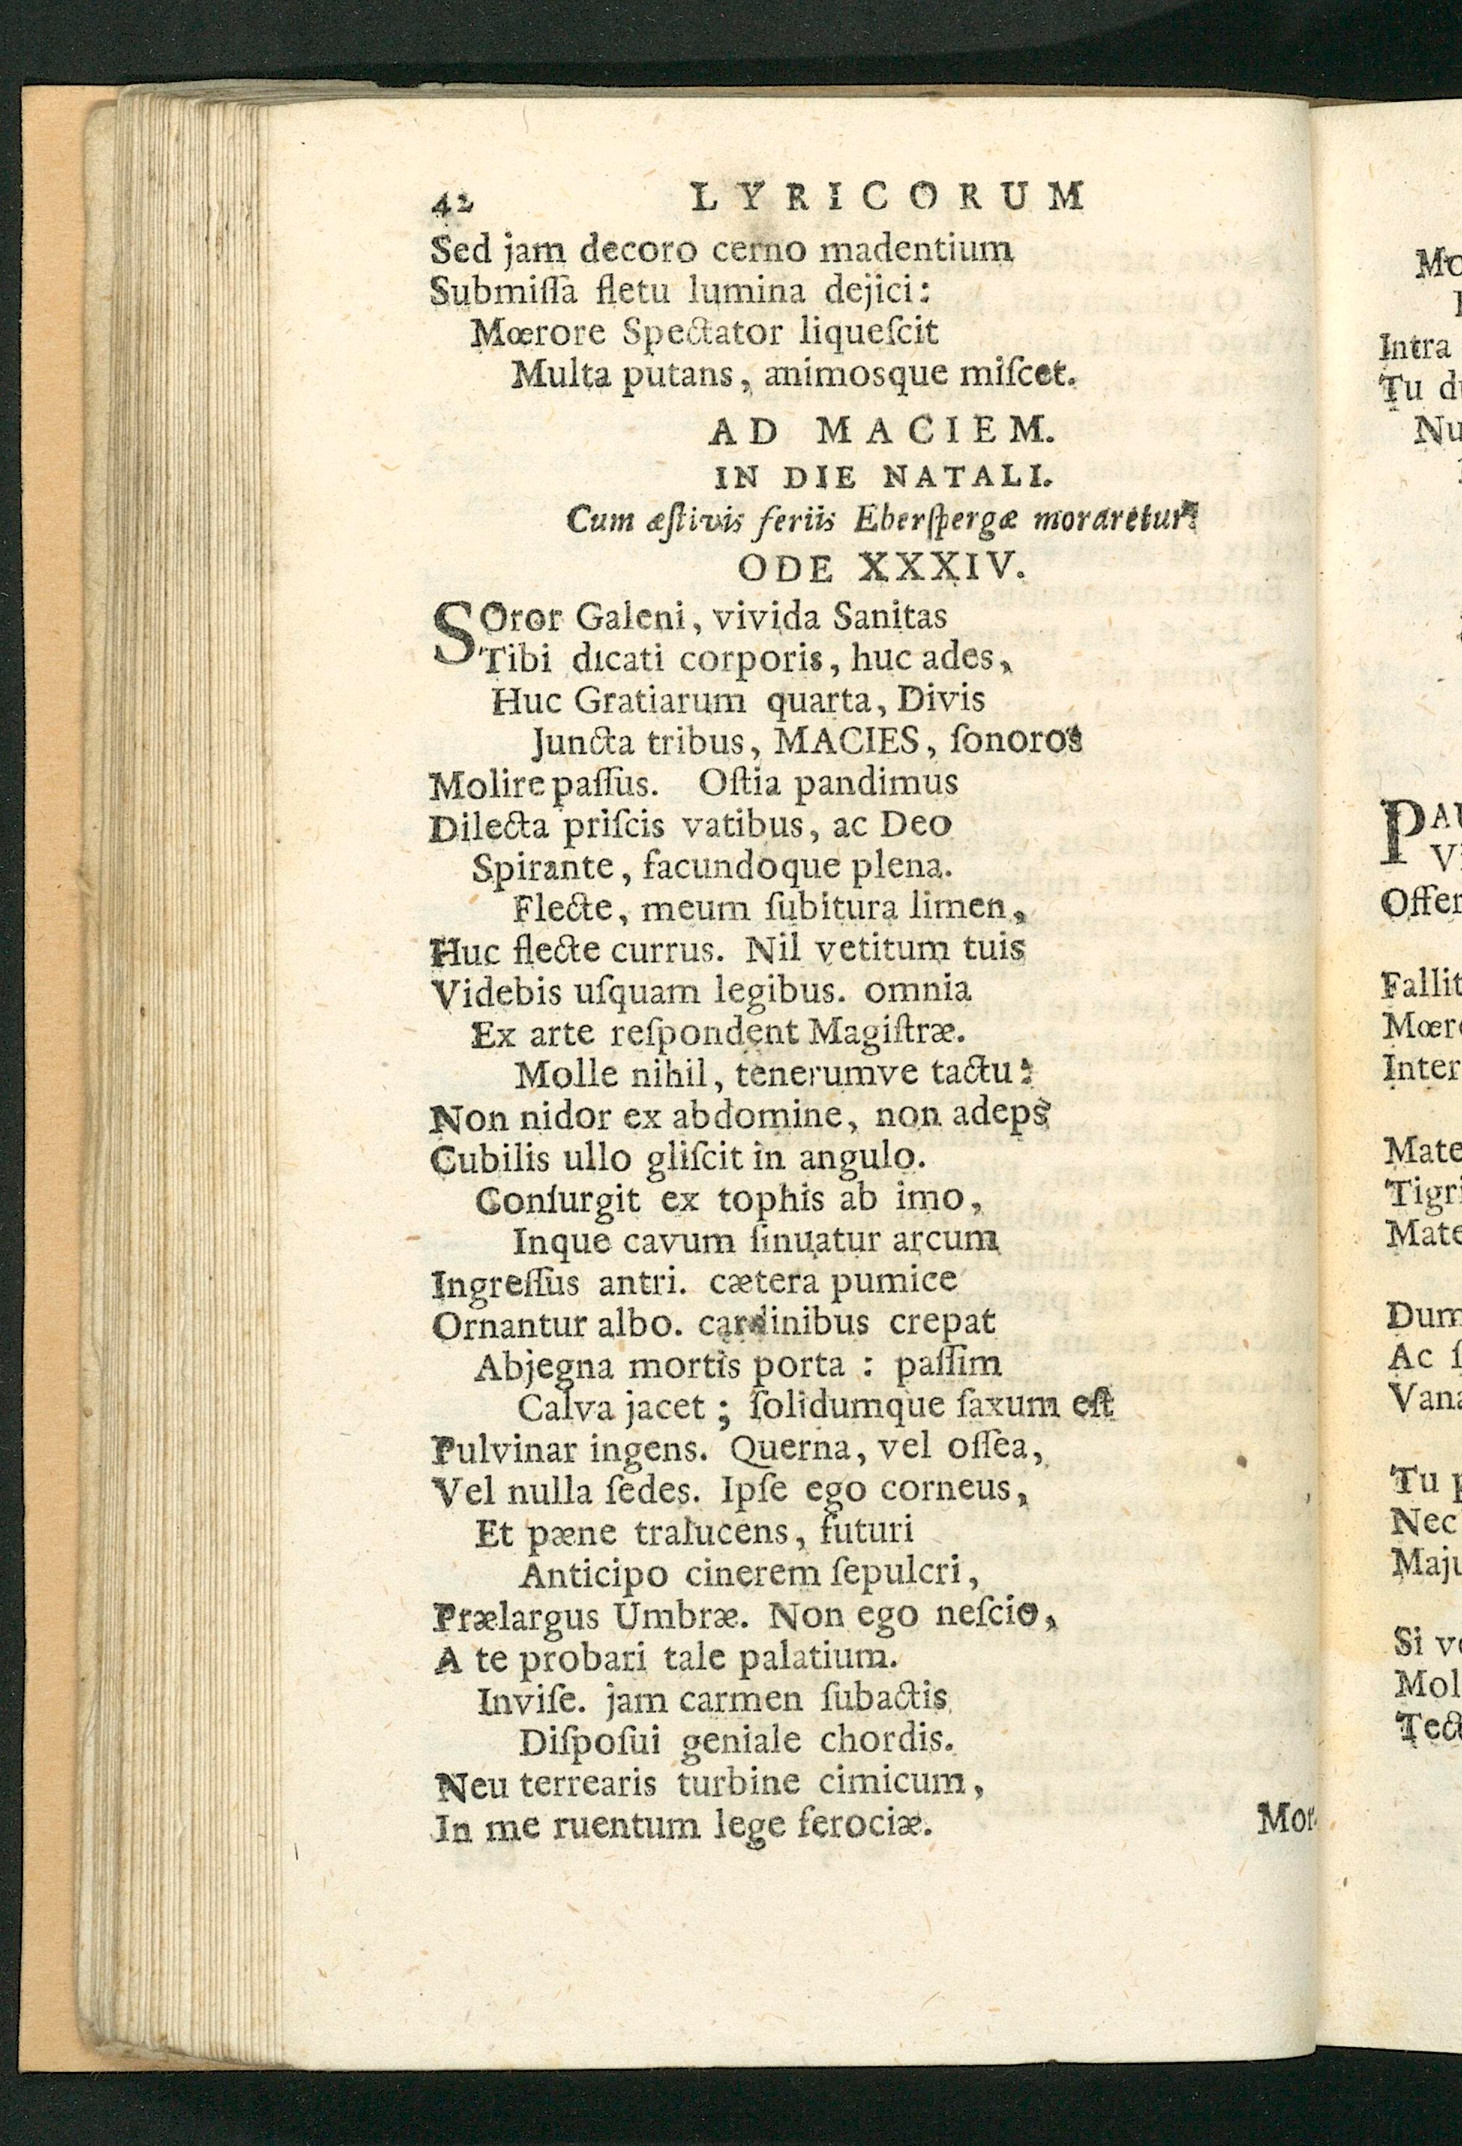 42 LYRICORUM
Sed jam decoro cerno madentium
Submiſſa fletu lumina dejici:
Mœrore Spectator liqueſcit
Multa putans, animosque miſcet.
AD MACIEM.
IN DIE NATALI.
Cum æſtivis feriis Eberſpergæ moraretur.
ODE XXXIV.
SOror Galeni, vivida Sanitas
Tibi dicati corporis, huc ades,
Huc Gratiarum quarta, Divis
Juncta tribus, MACIES, ſonoros
Molire paſſus. Oſtia pandimus
Dilecta priſcis vatibus, ac Deo
Spirante, facundoque plena.
Flecte, meum ſubitura limen,
Huc flecte currus. Nil vetitum tuis
Videbis uſquam legibus. omnia
Ex arte reſpondent Magiſtræ.
Molle nihil, tenerumve tactu:
Non nidor ex abdomine, non adeps
Cubilis ullo gliſcit in angulo.
Conſurgit ex tophis ab imo,
Inque cavum ſinuatur arcum
Ingreſſus antri. cætera pumice
Ornantur albo. cardinibus crepat
Abjegna mortis porta : paſſim
Calva jacet ; ſolidumque ſaxum eſt
Pulvinar ingens. Querna, vel oſſea,
Vel nulla ſedes. Ipſe ego corneus,
Et pæne tralucens, futuri
Anticipo cinerem ſepulcri,
Prælargus Umbræ. Non ego neſcio,
A te probari tale palatium.
Inviſe. jam carmen ſubactis
Diſpoſui geniale chordis.
Neu terrearis turbine cimicum,
In me ruentum lege ferociæ.
Mor-
Intra
Tu
Nu
Offer
Fallit
Mœr
Inter
Mate
Tigri
Mate
Dum
Ac
Vana
Tu
Nec
Maju
Si
Mol
Tect